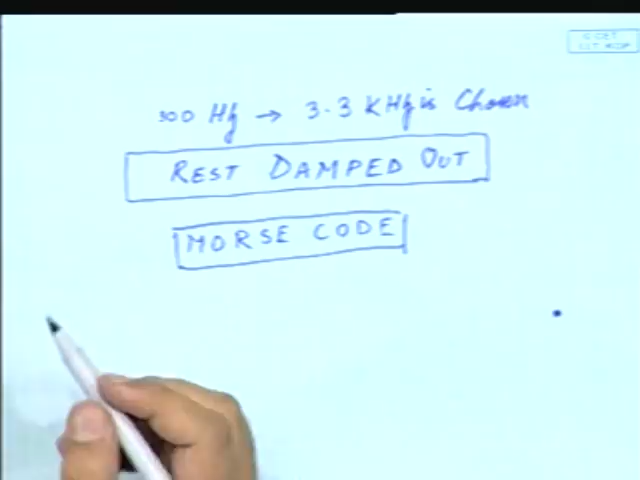 300 Hz → 3.3 KHz is Chosen
REST DAMPED OUT
MORSE CODE